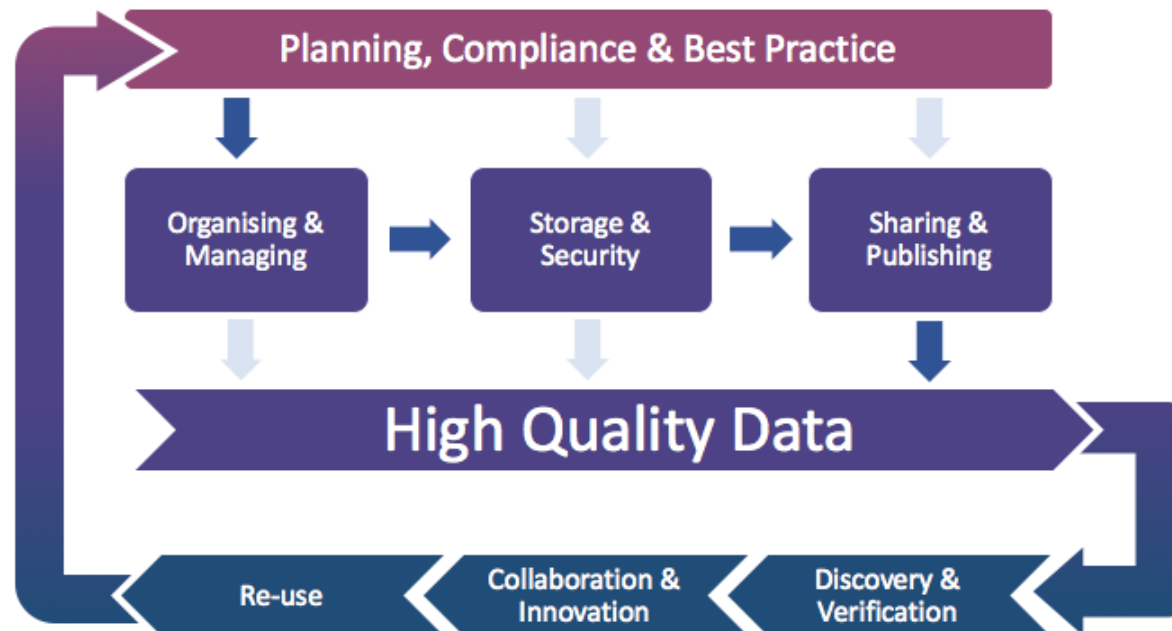 Planning, Compliance & Best Practice
Organising &
Managing
Storage &
Security
Sharing &
Publishing
High Quality Data
Re-use
Collaboration &
Innovation
Discovery &
Verification